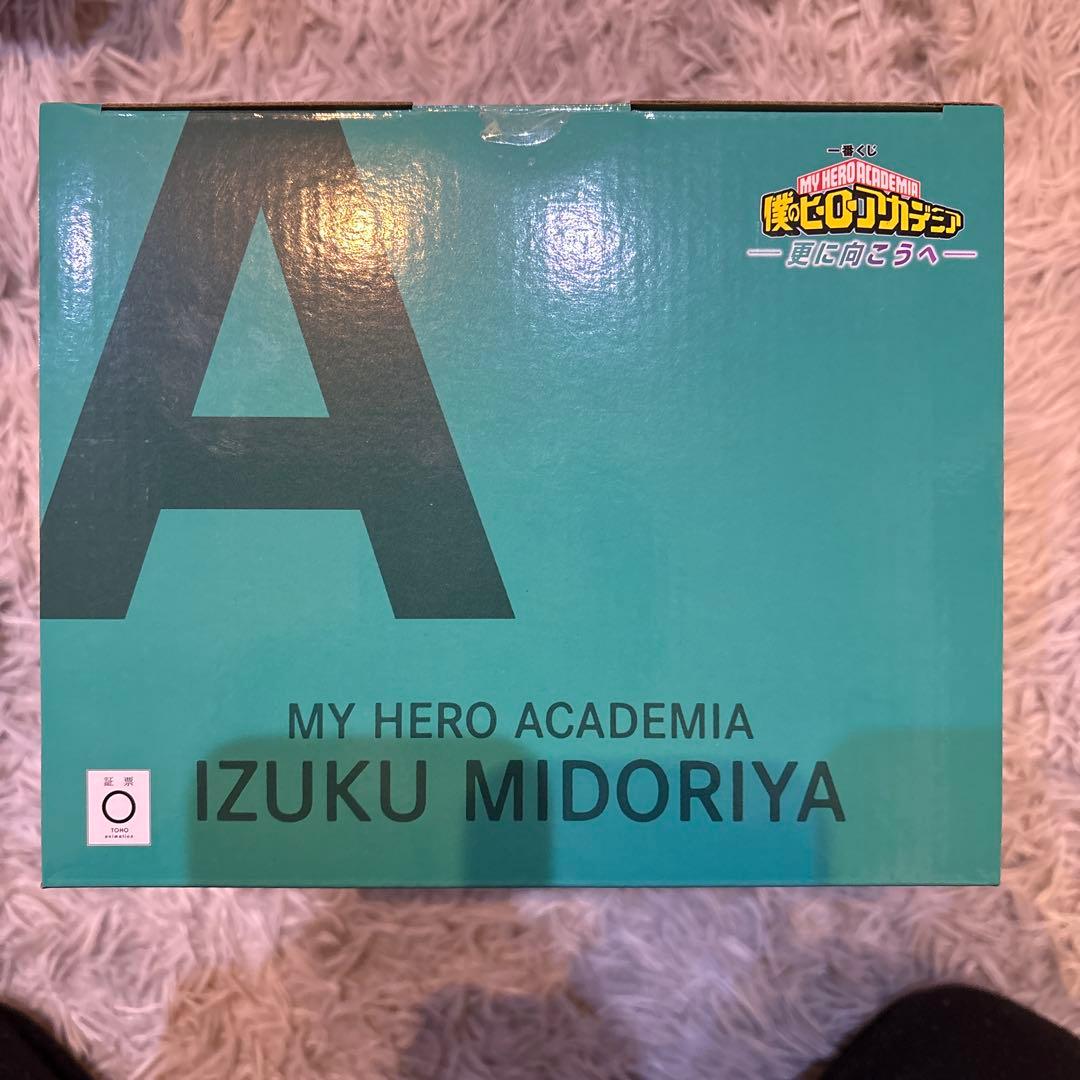 A
一番くじ
MY HERO ACADEMIA
僕のヒーローアカデミア
更に向こうへ
MY HERO ACADEMIA
IZUKU MIDORIYA
証票
TOHO
animation